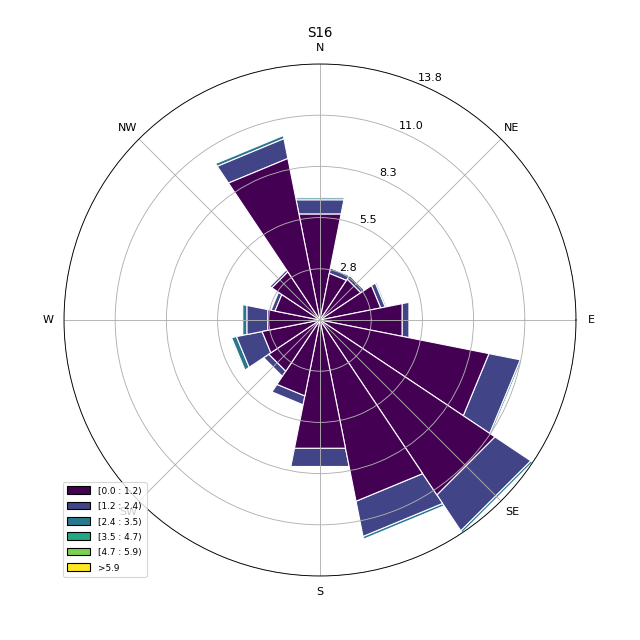 S16
N
13.8
NW
NE
11.0
8.3
5.5
2.8
W
E
[0.0 : 1.2)
[1.2 : 2.4)
[2.4 : 3.5)
[3.5 : 4.7)
[4.7 : 5.9)
>5.9
SW
SE
S